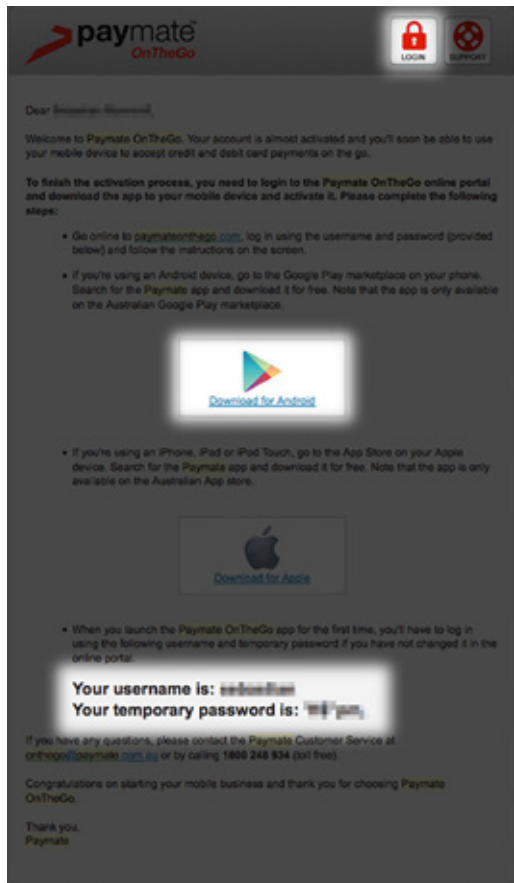 paymate
OnTheGo
LOGIN
SUPPORT
Dear
Welcome to Paymate OnTheGo. Your account is almost activated and you'll soon be able to use
your mobile device to accept credit and debit card payments on the go.
To finish the activation process, you need to login to the Paymate OnTheGo online portal
and download the app to your mobile device and activate it. Please complete the following
steps:
• Go online to paymateonthego.com, log in using the username and password (provided
below) and follow the instructions on the screen.
• If you're using an Android device, go to the Google Play marketplace on your phone.
Search for the Paymate app and download it for free. Note that the app is only available
on the Australian Google Play marketplace.
Download for Android
• If you're using an iPhone, iPad or iPod Touch, go to the App Store on your Apple
device. Search for the Paymate app and download it for free. Note that the app is only
available on the Australian App store.
Download for Apple
• When you launch the Paymate OnTheGo app for the first time, you'll have to log in
using the following username and temporary password if you have not changed it in the
online portal.
Your username is:
Your temporary password is:
If you have any questions, please contact the Paymate Customer Service at
onthego@paymate.com.au or by calling 1800 248 934 (toll free).
Congratulations on starting your mobile business and thank you for choosing Paymate
OnTheGo.
Thank you,
Paymate